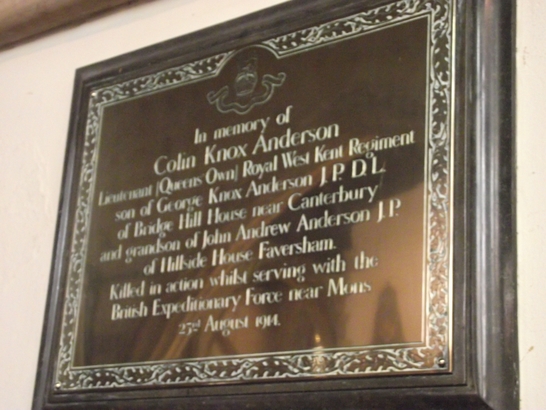 In memory of
Colin Knox Anderson
Lieutenant (Queens Own) Royal West Kent Regiment
son of George Knox Anderson J.P. D.L.
of Bridge Hill House near Canterbury
and grandson of John Andrew Anderson J.P.
of Hillside House Faversham.
Killed in action whilst serving with the
British Expeditionary Force near Mons
23rd August 1914.